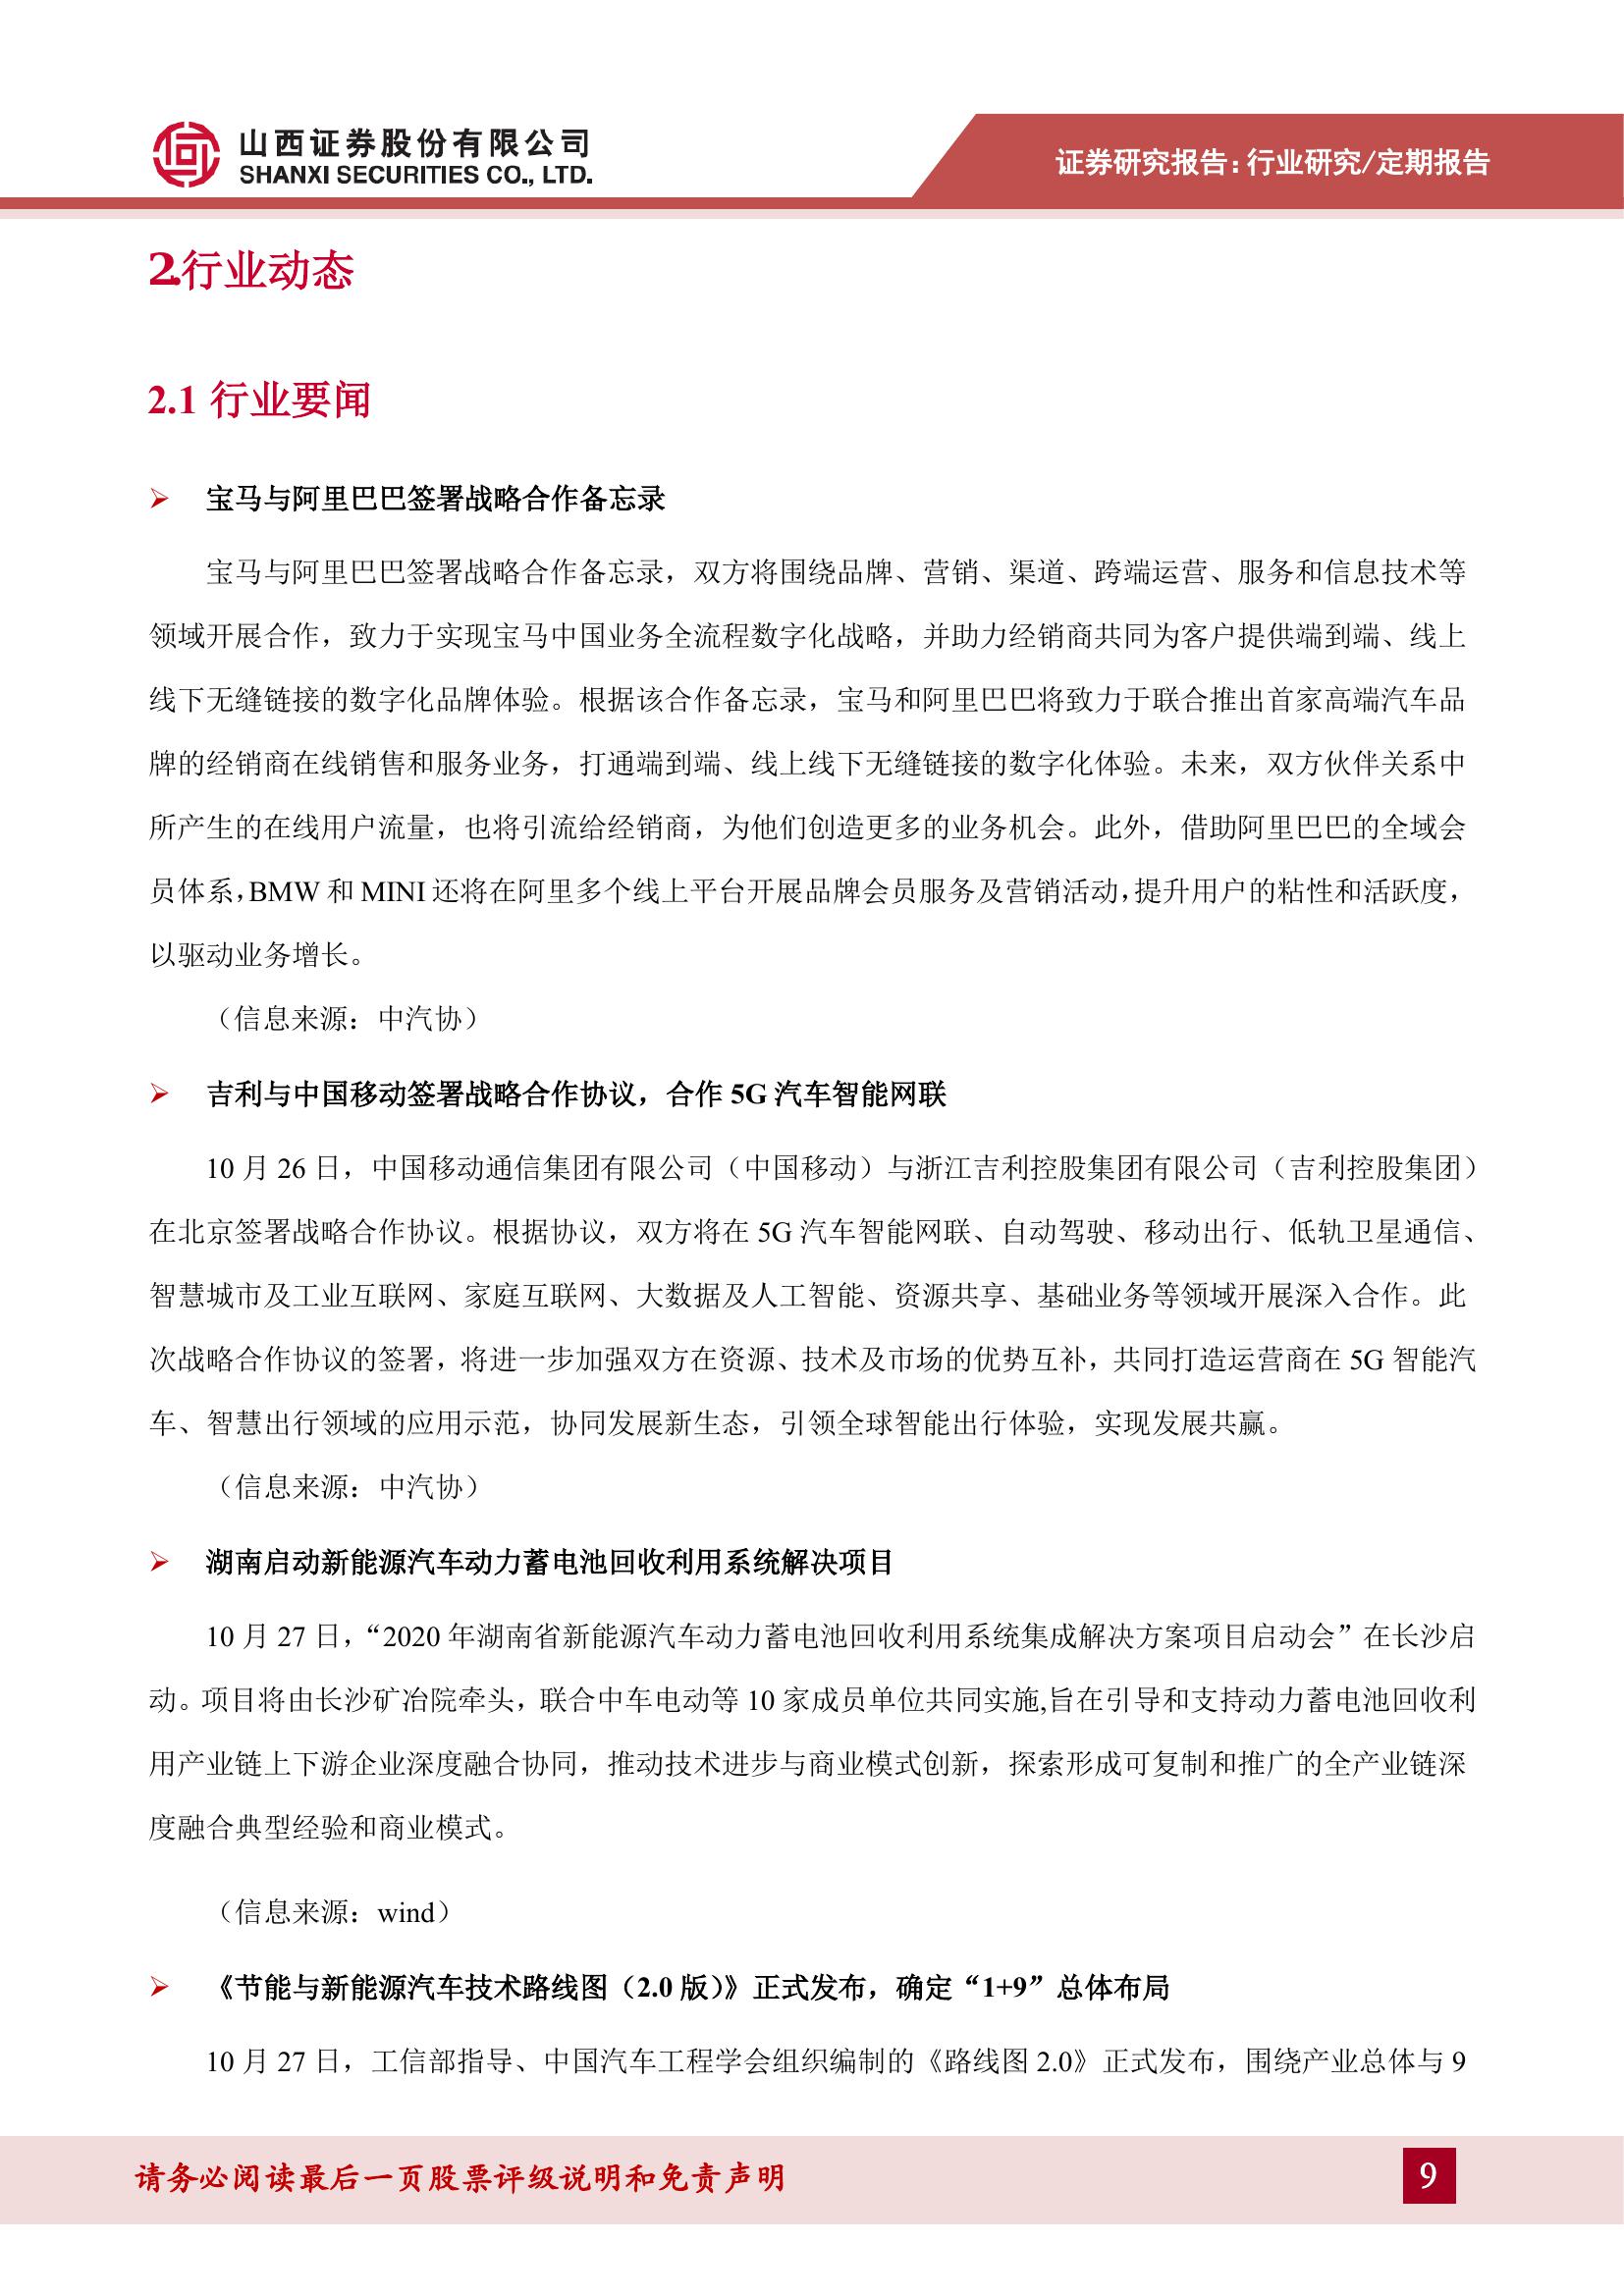 山西证券股份有限公司
SHANXI SECURITIES CO., LTD.
证券研究报告：行业研究/定期报告
2.行业动态
2.1 行业要闻
宝马与阿里巴巴签署战略合作备忘录
宝马与阿里巴巴签署战略合作备忘录，双方将围绕品牌、营销、渠道、跨端运营、服务和信息技术等
领域开展合作，致力于实现宝马中国业务全流程数字化战略，并助力经销商共同为客户提供端到端、线上
线下无缝链接的数字化品牌体验。根据该合作备忘录，宝马和阿里巴巴将致力于联合推出首家高端汽车品
牌的经销商在线销售和服务业务，打通端到端、线上线下无缝链接的数字化体验。未来，双方伙伴关系中
所产生的在线用户流量，也将引流给经销商，为他们创造更多的业务机会。此外，借助阿里巴巴的全域会
员体系，BMW 和 MINI 还将在阿里多个线上平台开展品牌会员服务及营销活动，提升用户的粘性和活跃度，
以驱动业务增长。
（信息来源：中汽协）
吉利与中国移动签署战略合作协议，合作 5G 汽车智能网联
10 月 26 日，中国移动通信集团有限公司（中国移动）与浙江吉利控股集团有限公司（吉利控股集团）
在北京签署战略合作协议。根据协议，双方将在 5G 汽车智能网联、自动驾驶、移动出行、低轨卫星通信、
智慧城市及工业互联网、家庭互联网、大数据及人工智能、资源共享、基础业务等领域开展深入合作。此
次战略合作协议的签署，将进一步加强双方在资源、技术及市场的优势互补，共同打造运营商在 5G 智能汽
车、智慧出行领域的应用示范，协同发展新生态，引领全球智能出行体验，实现发展共赢。
（信息来源：中汽协）
湖南启动新能源汽车动力蓄电池回收利用系统解决项目
10 月 27 日，“2020 年湖南省新能源汽车动力蓄电池回收利用系统集成解决方案项目启动会”在长沙启
动。项目将由长沙矿冶院牵头，联合中车电动等 10 家成员单位共同实施,旨在引导和支持动力蓄电池回收利
用产业链上下游企业深度融合协同，推动技术进步与商业模式创新，探索形成可复制和推广的全产业链深
度融合典型经验和商业模式。
（信息来源：wind）
《节能与新能源汽车技术路线图（2.0 版）》正式发布，确定“1+9”总体布局
10 月 27 日，工信部指导、中国汽车工程学会组织编制的《路线图 2.0》正式发布，围绕产业总体与 9
请务必阅读最后一页股票评级说明和免责声明
9